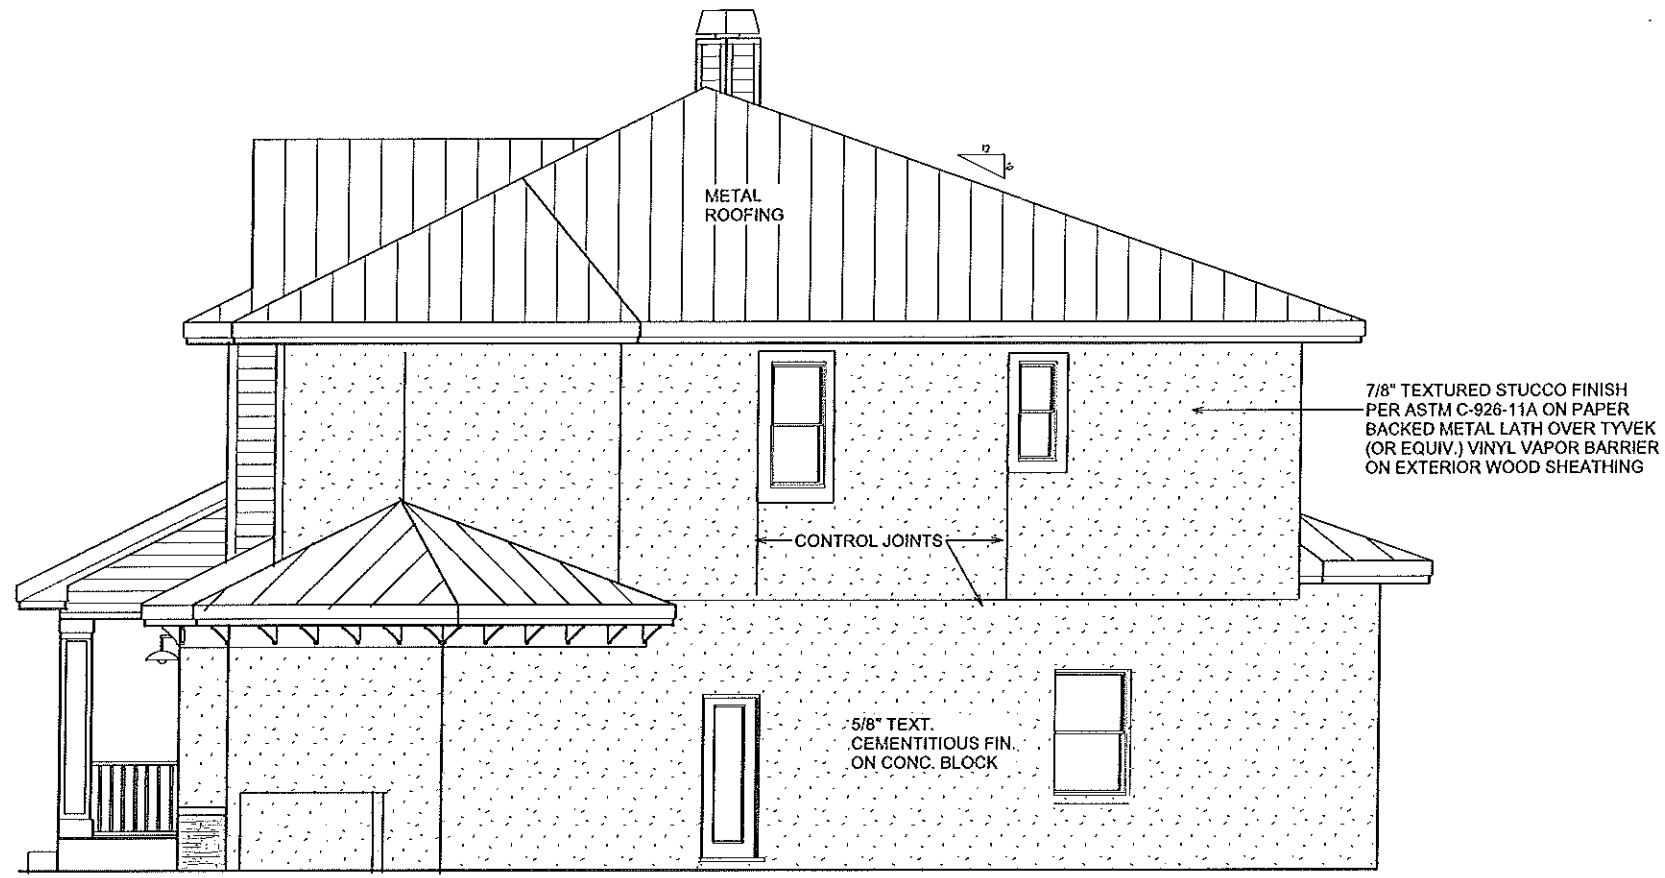 12
METAL
ROOFING
7/8" TEXTURED STUCCO FINISH
PER ASTM C-926-11A ON PAPER
BACKED METAL LATH OVER TYVEK
(OR EQUIV.) VINYL VAPOR BARRIER
ON EXTERIOR WOOD SHEATHING
CONTROL JOINTS
5/8" TEXT.
CEMENTITIOUS FIN.
ON CONC. BLOCK